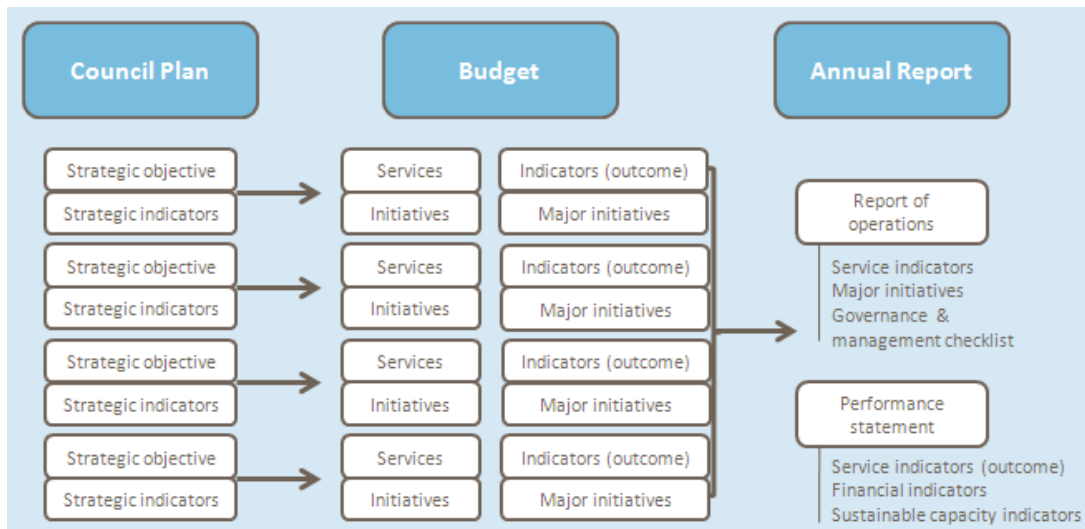 Council Plan
Budget
Annual Report
Strategic objective
Strategic indicators
Services
Initiatives
Indicators (outcome)
Major initiatives
Strategic objective
Strategic indicators
Services
Initiatives
Indicators (outcome)
Major initiatives
Strategic objective
Strategic indicators
Services
Initiatives
Indicators (outcome)
Major initiatives
Strategic objective
Strategic indicators
Services
Initiatives
Indicators (outcome)
Major initiatives
Report of
operations
Service indicators
Major initiatives
Governance &
management checklist
Performance
statement
Service indicators (outcome)
Financial indicators
Sustainable capacity indicators